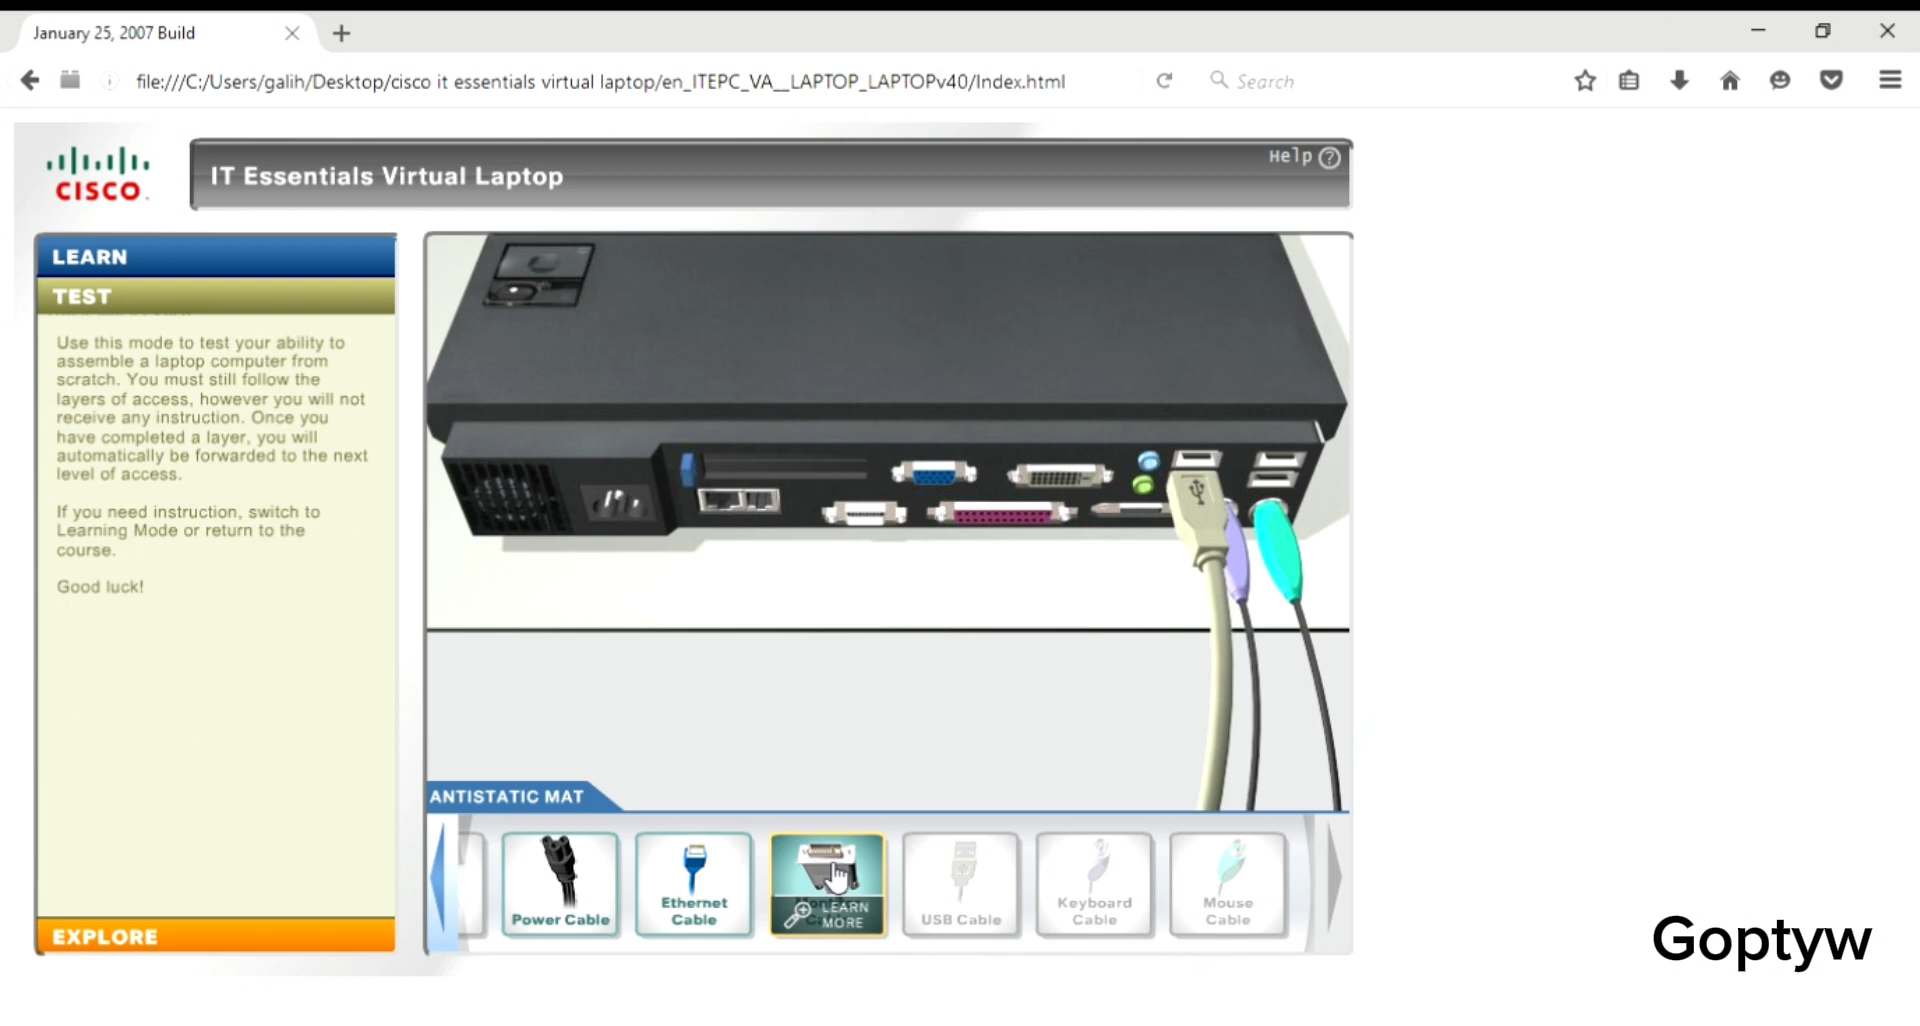 January 25, 2007 Build
file:///C:/Users/galih/Desktop/cisco it essentials virtual laptop/en_ITEPC_VA__LAPTOP_LAPTOPv40/Index.html
Search
CISCO.
IT Essentials Virtual Laptop
Help ?
LEARN
TEST
Use this mode to test your ability to
assemble a laptop computer from
scratch. You must still follow the
layers of access, however you will not
receive any instruction. Once you
have completed a layer, you will
automatically be forwarded to the next
level of access.
If you need instruction, switch to
Learning Mode or return to the
course.
Good luck!
EXPLORE
ANTISTATIC MAT
Power Cable
Ethernet
Cable
LEARN
MORE
USB Cable
Keyboard
Cable
Mouse
Cable
Goptyw